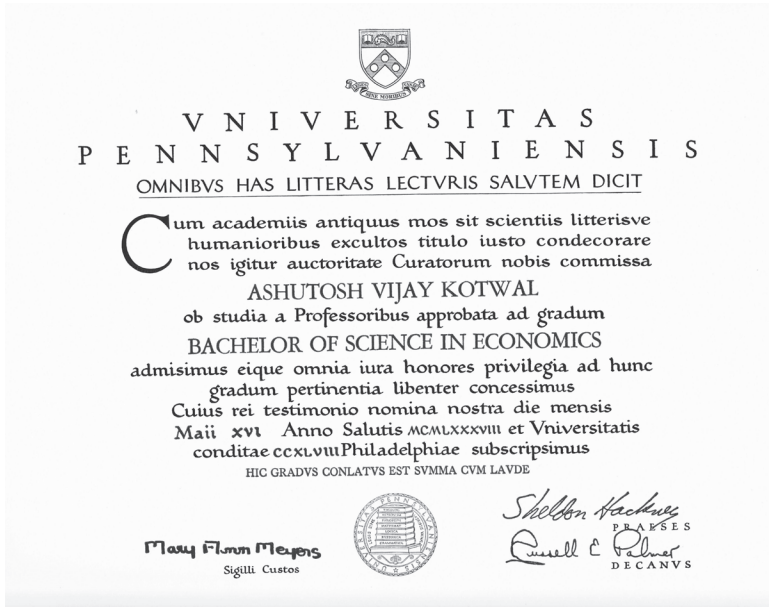 SINE MORIBUS
VNIVERSITAS
PENNSYLVANIENSIS
OMNIBVS HAS LITTERAS LECTVRIS SALVTEM DICIT
Cum academiis antiquus mos sit scientiis litterisve
humanioribus excultos titulo iusto condecorare
nos igitur auctoritate Curatorum nobis commissa
ASHUTOSH VIJAY KOTWAL
ob studia a Professoribus approbata ad gradum
BACHELOR OF SCIENCE IN ECONOMICS
admisimus eique omnia iura honores privilegia ad hunc
gradum pertinentia libenter concessimus
Cuius rei testimonio nomina nostra die mensis
Maii XVI Anno Salutis MCMLXXXVIII et Vniversitatis
conditae CCXLVIII Philadelphiae subscripsimus
HIC GRADVS CONLATVS EST SVMMA CVM LAVDE
Sheldon Hackney
PRAESES
Mary Ann Meyers
Sigilli Custos
UNIVERSITAS PENNSYLVANIENSIS
Russell E Palmer
DECANVS